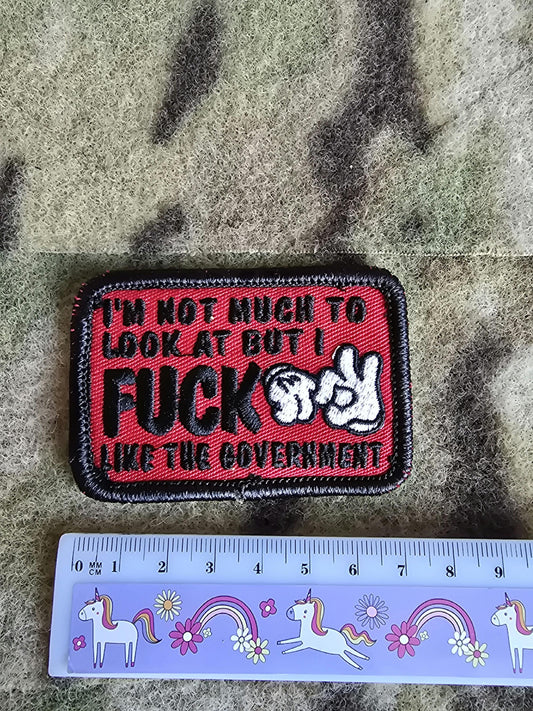 I'M NOT MUCH TO
LOOK AT BUT I
FUCK
LIKE THE GOVERNMENT
0 MM 1 2 3 4 5 6 7 8 9
CM